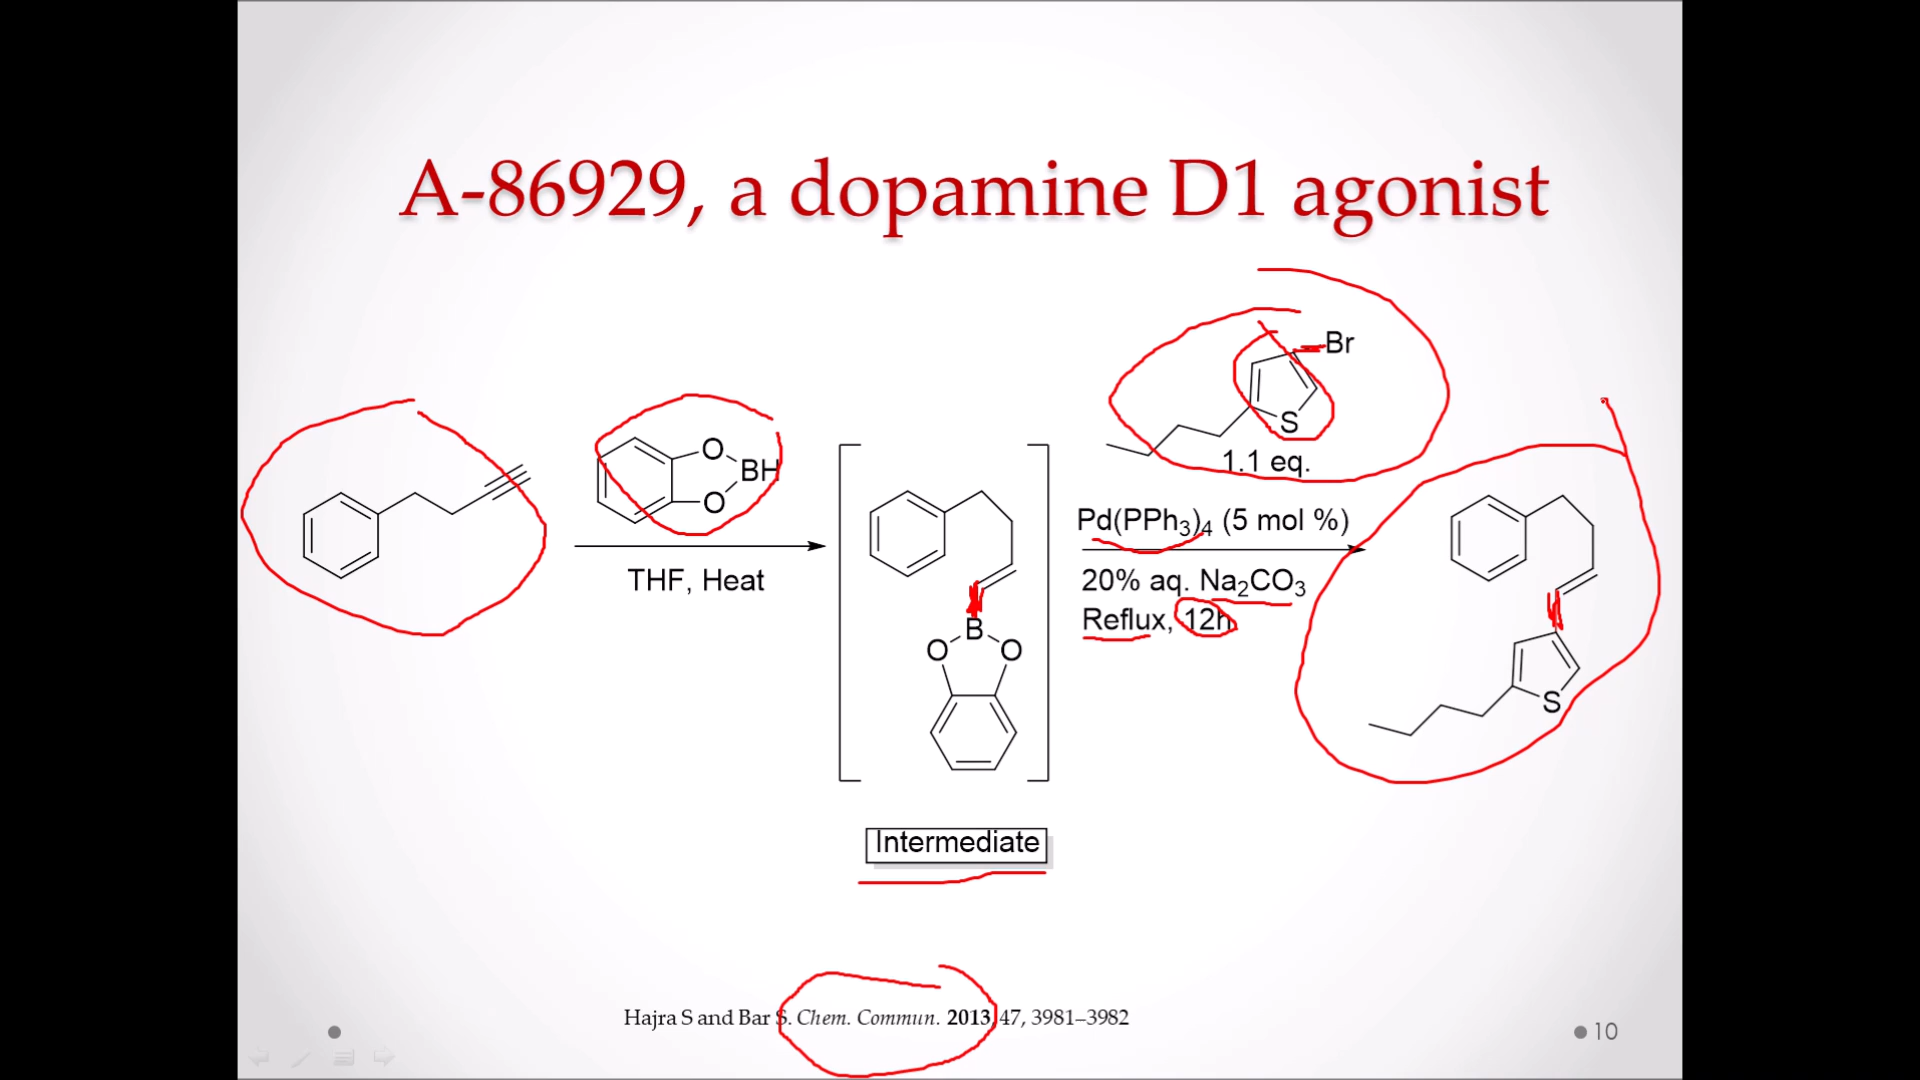 A-86929, a dopamine D1 agonist
Br
S
1.1 eq.
O
BH
O
THF, Heat
B
O O
Pd(PPh3)4 (5 mol %)
20% aq. Na2CO3
Reflux, 12h
S
Intermediate
Hajra S and Bar S. Chem. Commun. 2013, 47, 3981–3982
10